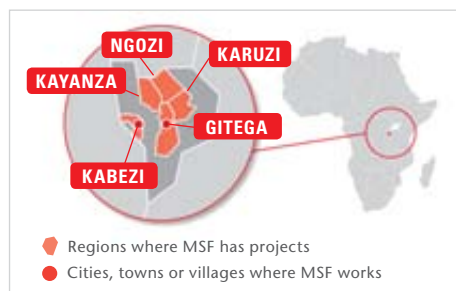 NGOZI
KARUZI
KAYANZA
GITEGA
KABEZI
Regions where MSF has projects
Cities, towns or villages where MSF works